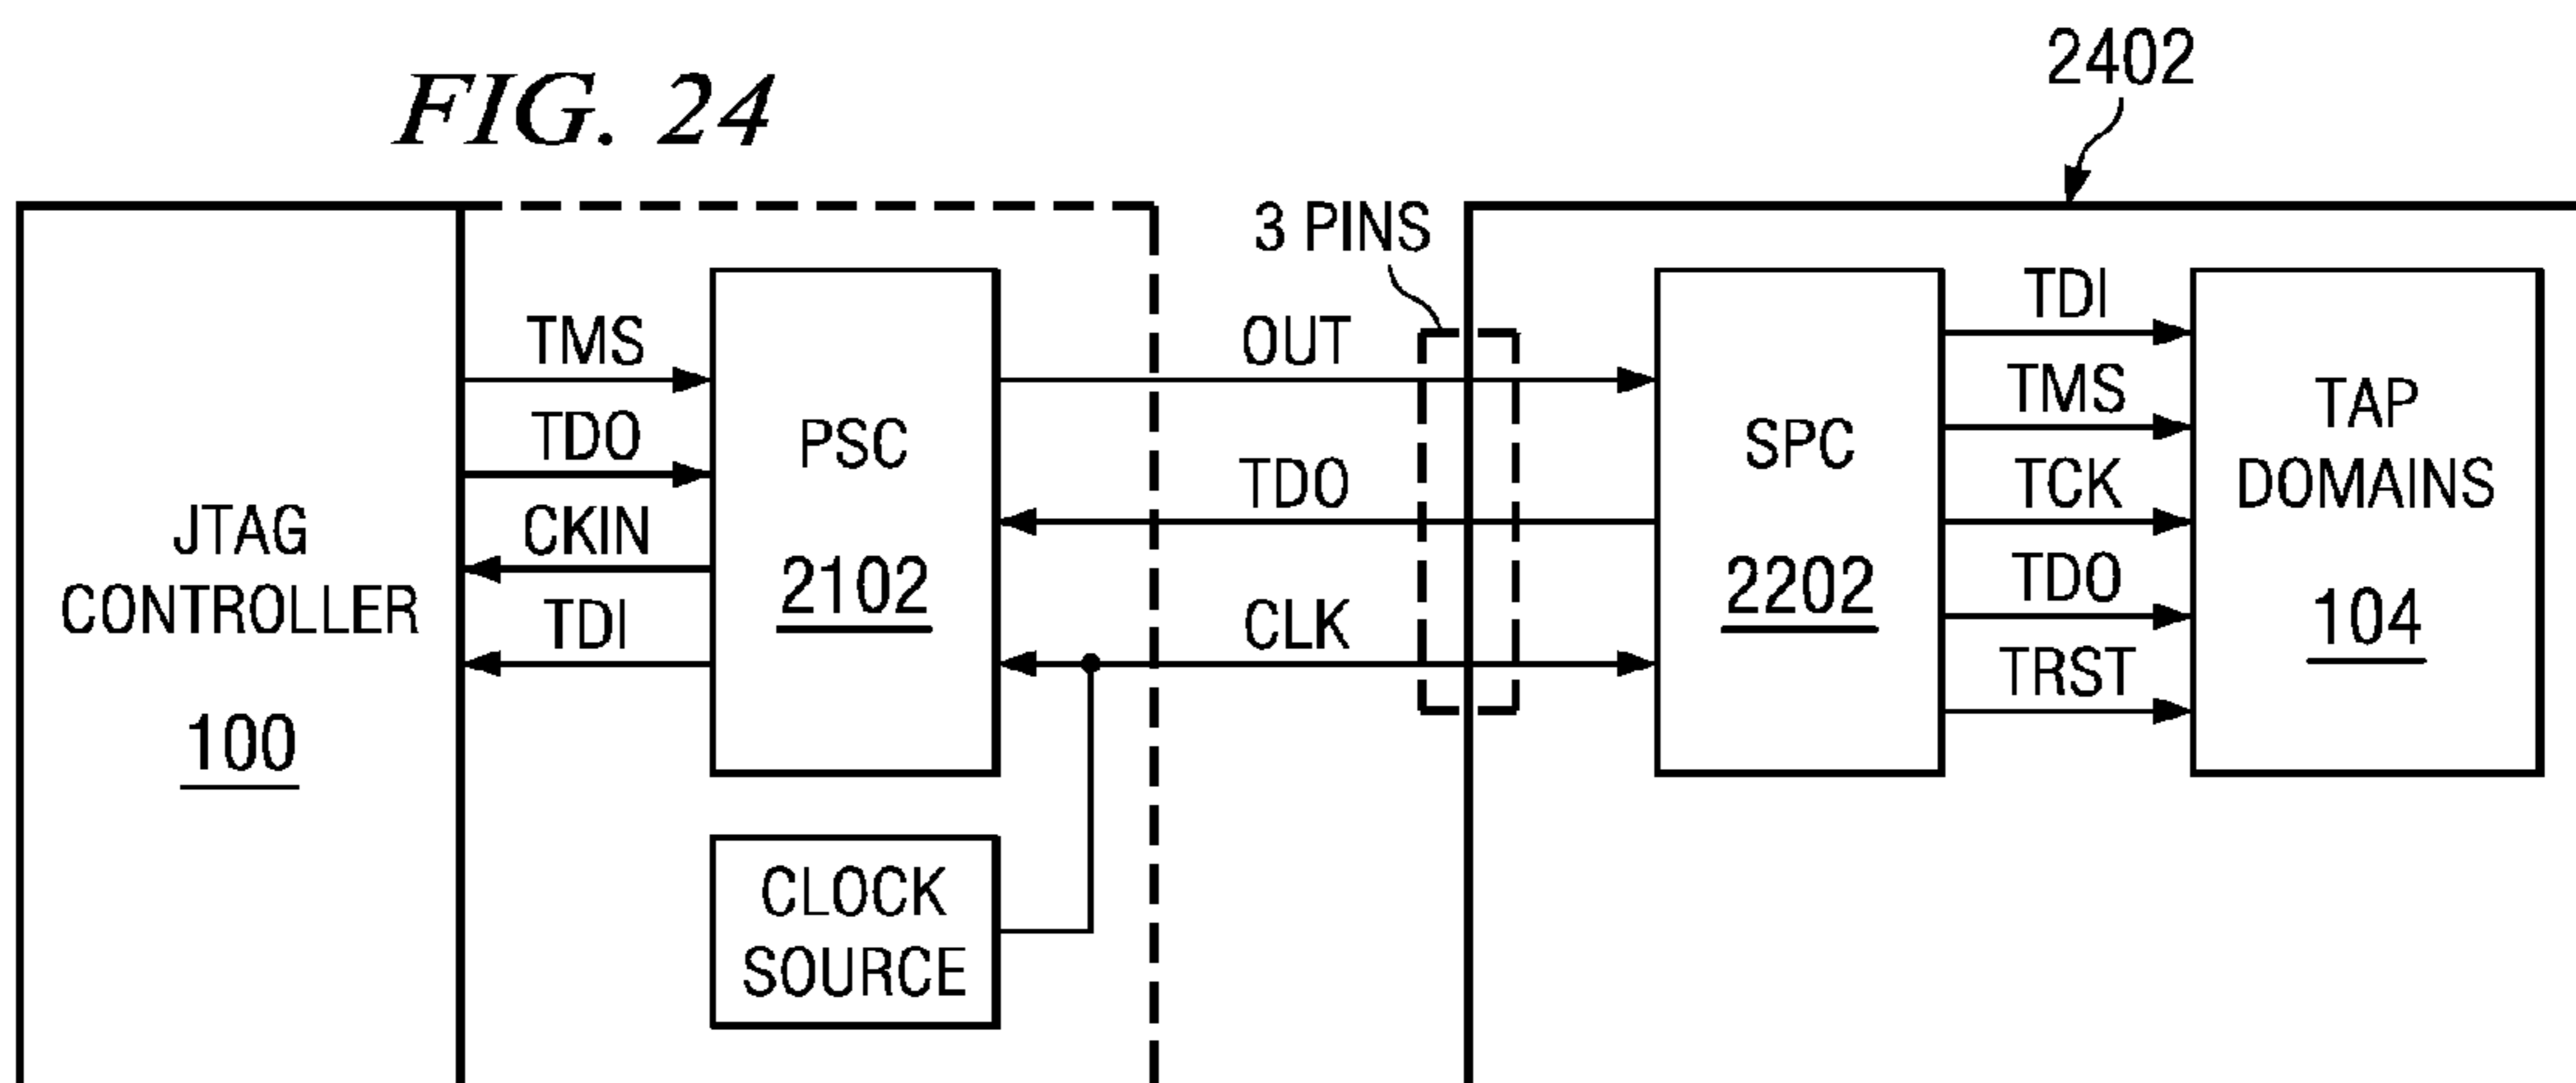 FIG. 24
2402
3 PINS
JTAG
CONTROLLER
100
TMS
TDO
CKIN
TDI
PSC
2102
CLOCK
SOURCE
OUT
TDO
CLK
SPC
2202
TDI
TMS
TCK
TDO
TRST
TAP
DOMAINS
104